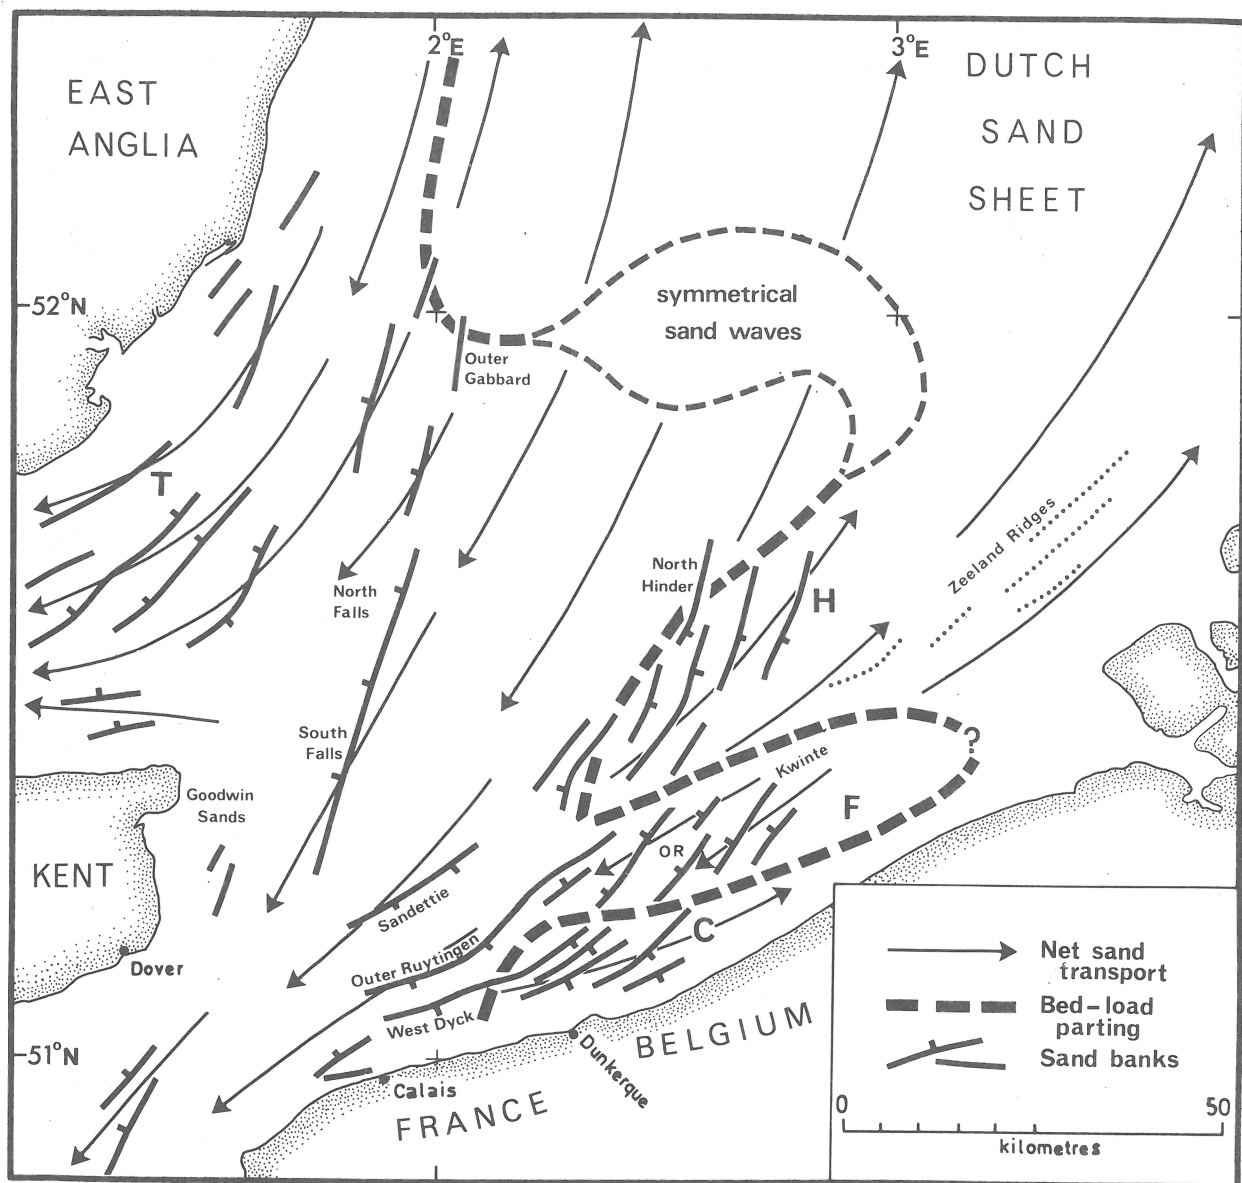 2°E
3°E
EAST
ANGLIA
DUTCH
SAND
SHEET
52°N
symmetrical
sand waves
Outer
Gabbard
T
North
Falls
North
Hinder
H
Zeeland Ridges
South
Falls
Goodwin
Sands
?
Kwinte
F
OR
KENT
Sandettie
C
Dover
Outer Ruytingen
West Dyck
51°N
Calais
Dunkerque
FRANCE
BELGIUM
Net sand
transport
Bed-load
parting
Sand banks
0
50
kilometres